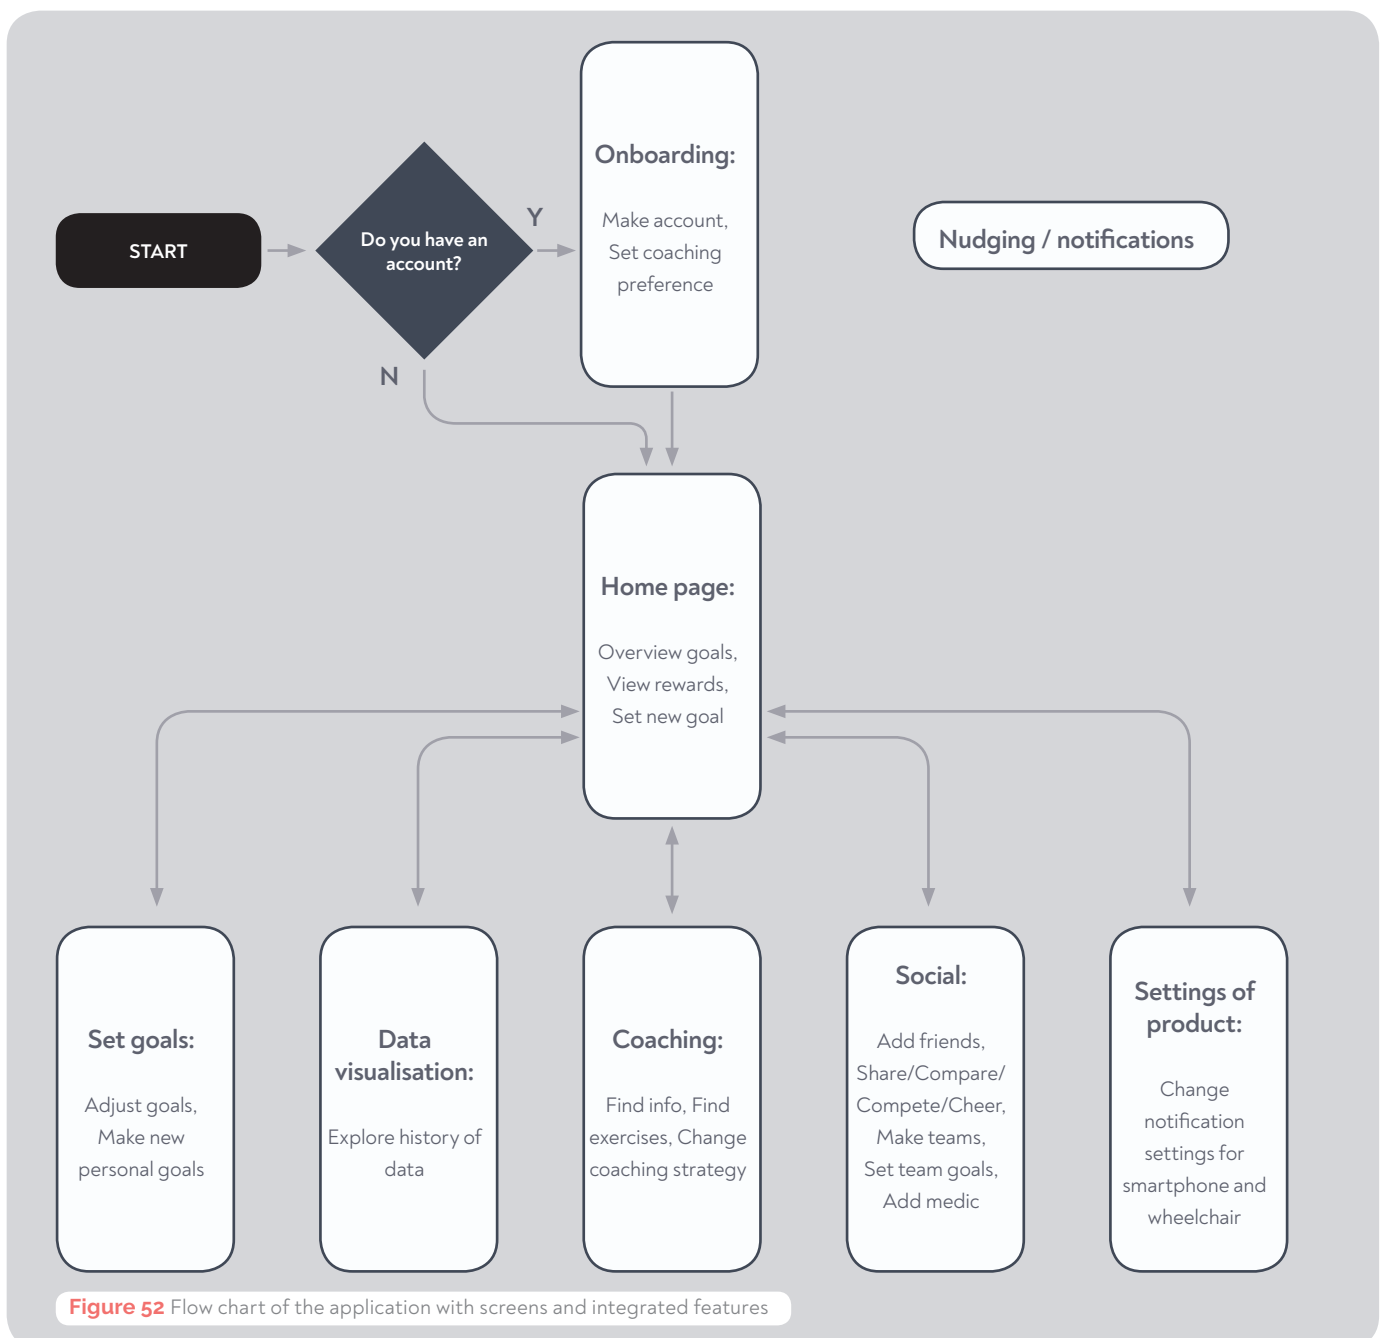 START
Do you have an
account?
Y
N
Onboarding:
Make account,
Set coaching
preference
Nudging / notifications
Home page:
Overview goals,
View rewards,
Set new goal
Set goals:
Adjust goals,
Make new
personal goals
Data
visualisation:
Explore history of
data
Coaching:
Find info, Find
exercises, Change
coaching strategy
Social:
Add friends,
Share/Compare/
Compete/Cheer,
Make teams,
Set team goals,
Add medic
Settings of
product:
Change
notification
settings for
smartphone and
wheelchair
Figure 52 Flow chart of the application with screens and integrated features